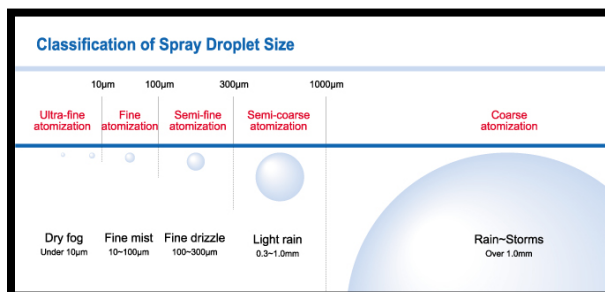 Classification of Spray Droplet Size
10μm 100μm 300μm 1000μm
Ultra-fine atomization
Fine atomization
Semi-fine atomization
Semi-coarse atomization
Coarse atomization
Dry fog
Under 10μm
Fine mist
10~100μm
Fine drizzle
100~300μm
Light rain
0.3~1.0mm
Rain~Storms
Over 1.0mm